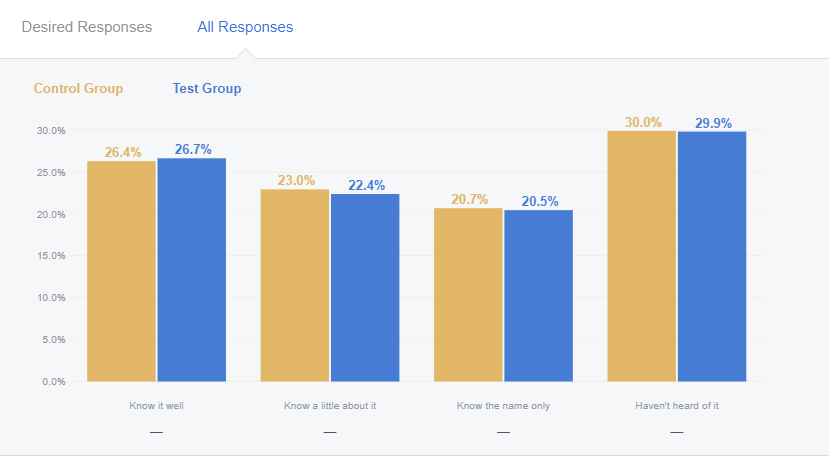 Desired Responses All Responses
Control Group Test Group
30.0%
25.0%
20.0%
15.0%
10.0%
5.0%
0.0%
26.4% 26.7% 23.0% 22.4% 20.7% 20.5% 30.0% 29.9%
Know it well Know a little about it Know the name only Haven't heard of it
— — — —